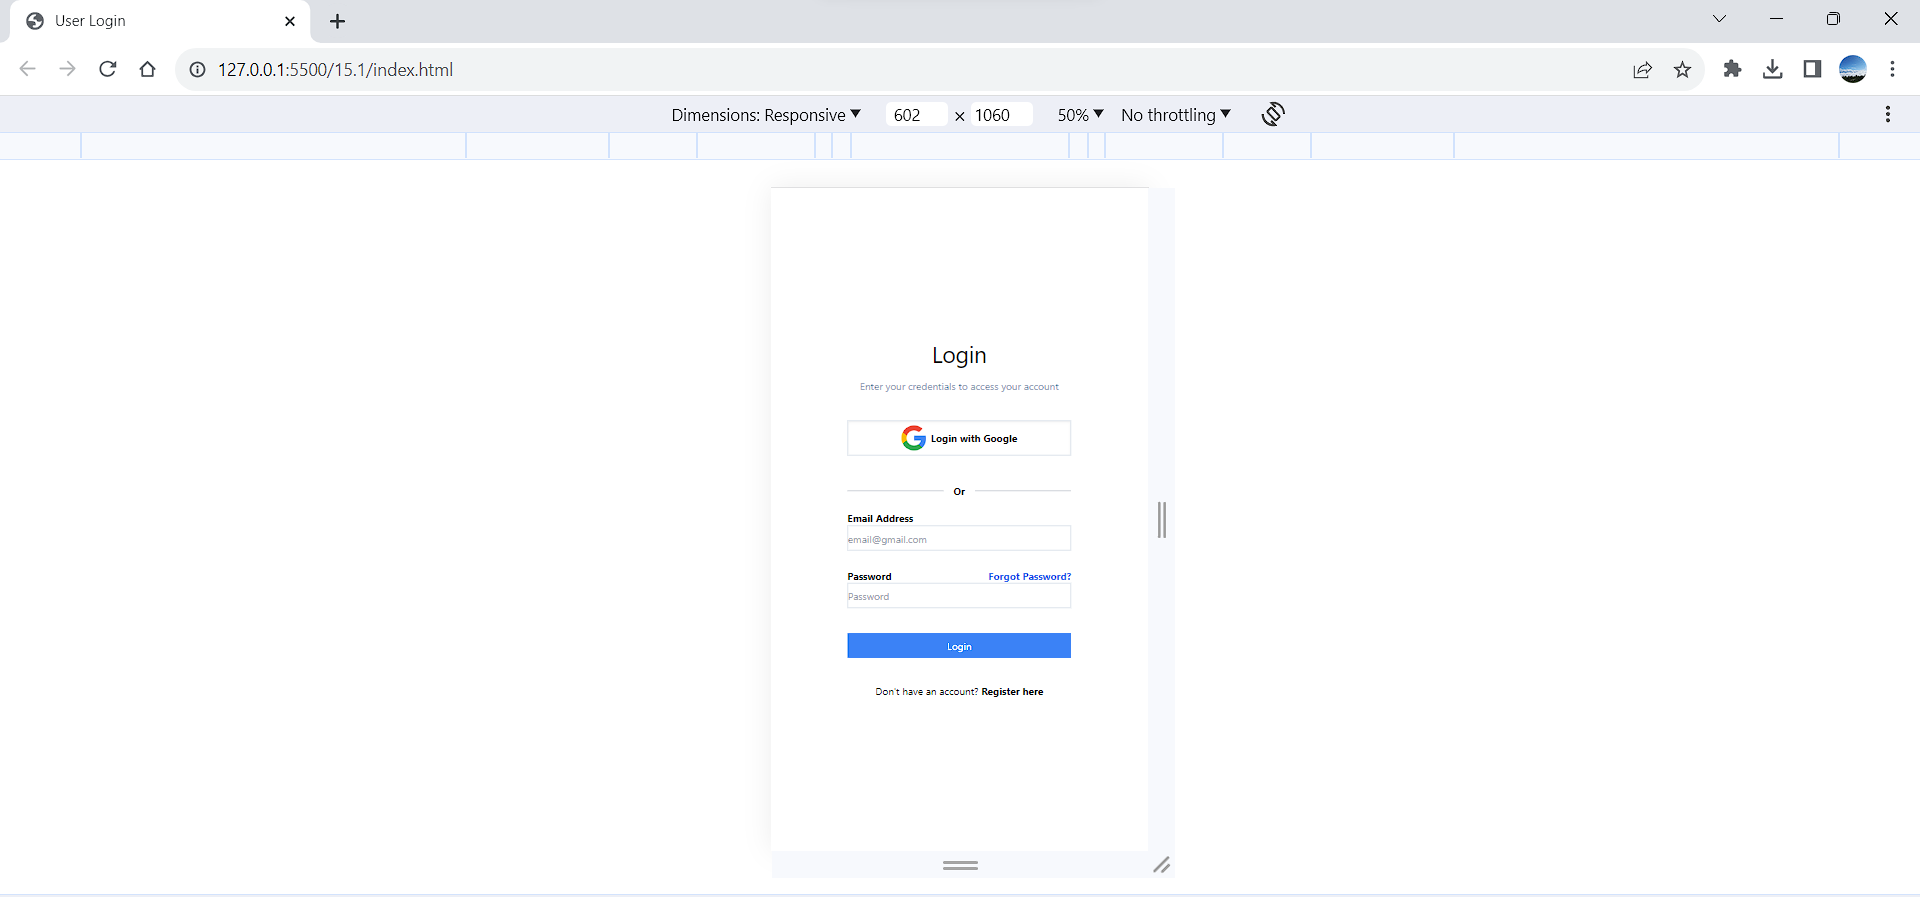 User Login
127.0.0.1:5500/15.1/index.html
Dimensions: Responsive 602 × 1060 50% No throttling
Login
Enter your credentials to access your account
Login with Google
Or
Email Address
email@gmail.com
Password Forgot Password?
Password
Login
Don't have an account? Register here